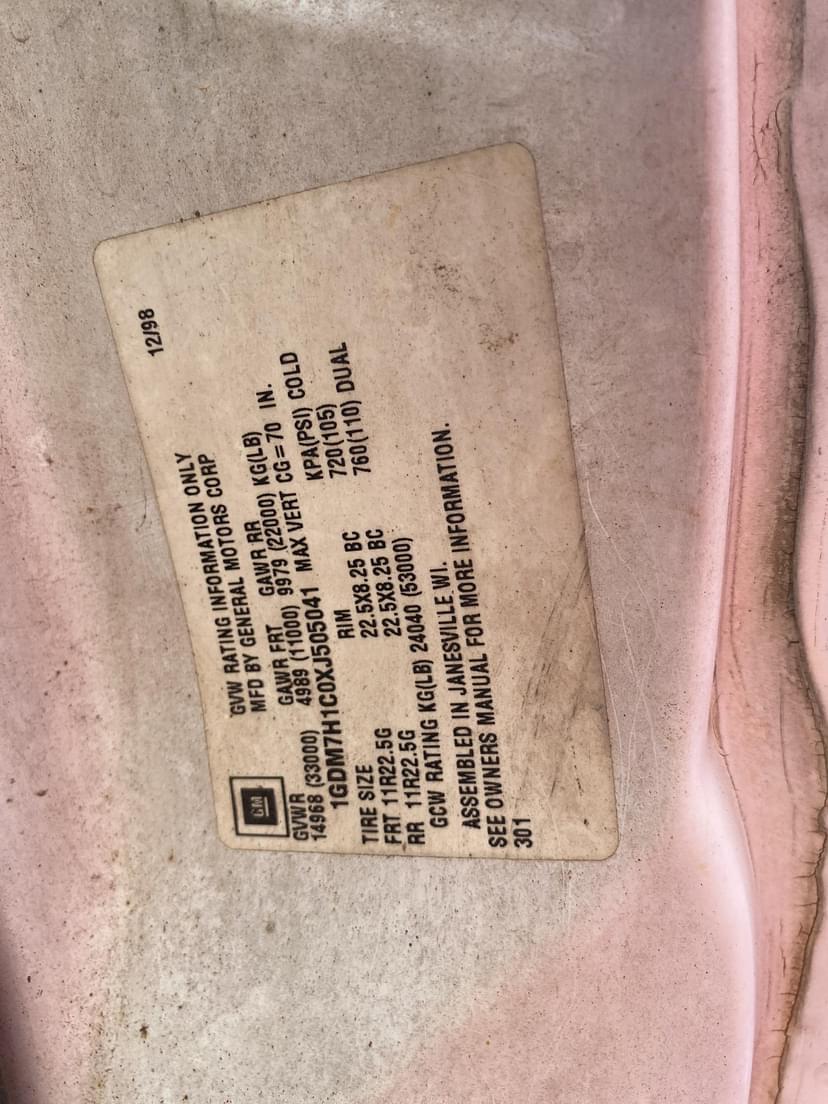 12/98
GM
GVW RATING INFORMATION ONLY
MFD BY GENERAL MOTORS CORP
GVWR GAWR FRT GAWR RR KG(LB)
14968 (33000) 4989 (11000) 9979 (22000) CG=70 IN.
1GDM7H1C0XJ505041 MAX VERT
TIRE SIZE RIM KPA(PSI) COLD
FRT 11R22.5G 22.5X8.25 BC 720(105)
RR 11R22.5G 22.5X8.25 BC 760(110) DUAL
GCW RATING KG(LB) 24040 (53000)
ASSEMBLED IN JANESVILLE WI.
SEE OWNERS MANUAL FOR MORE INFORMATION.
301